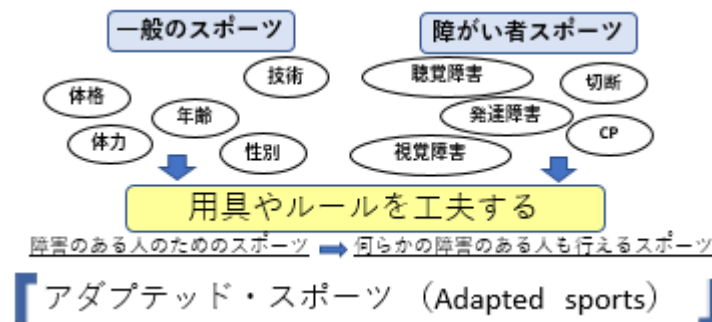 一般のスポーツ
障がい者スポーツ
技術
聴覚障害
切断
体格
年齢
発達障害
体力
性別
視覚障害
CP
用具やルールを工夫する
障害のある人のためのスポーツ 何らかの障害のある人も行えるスポーツ
「アダプテッド・スポーツ (Adapted sports)」